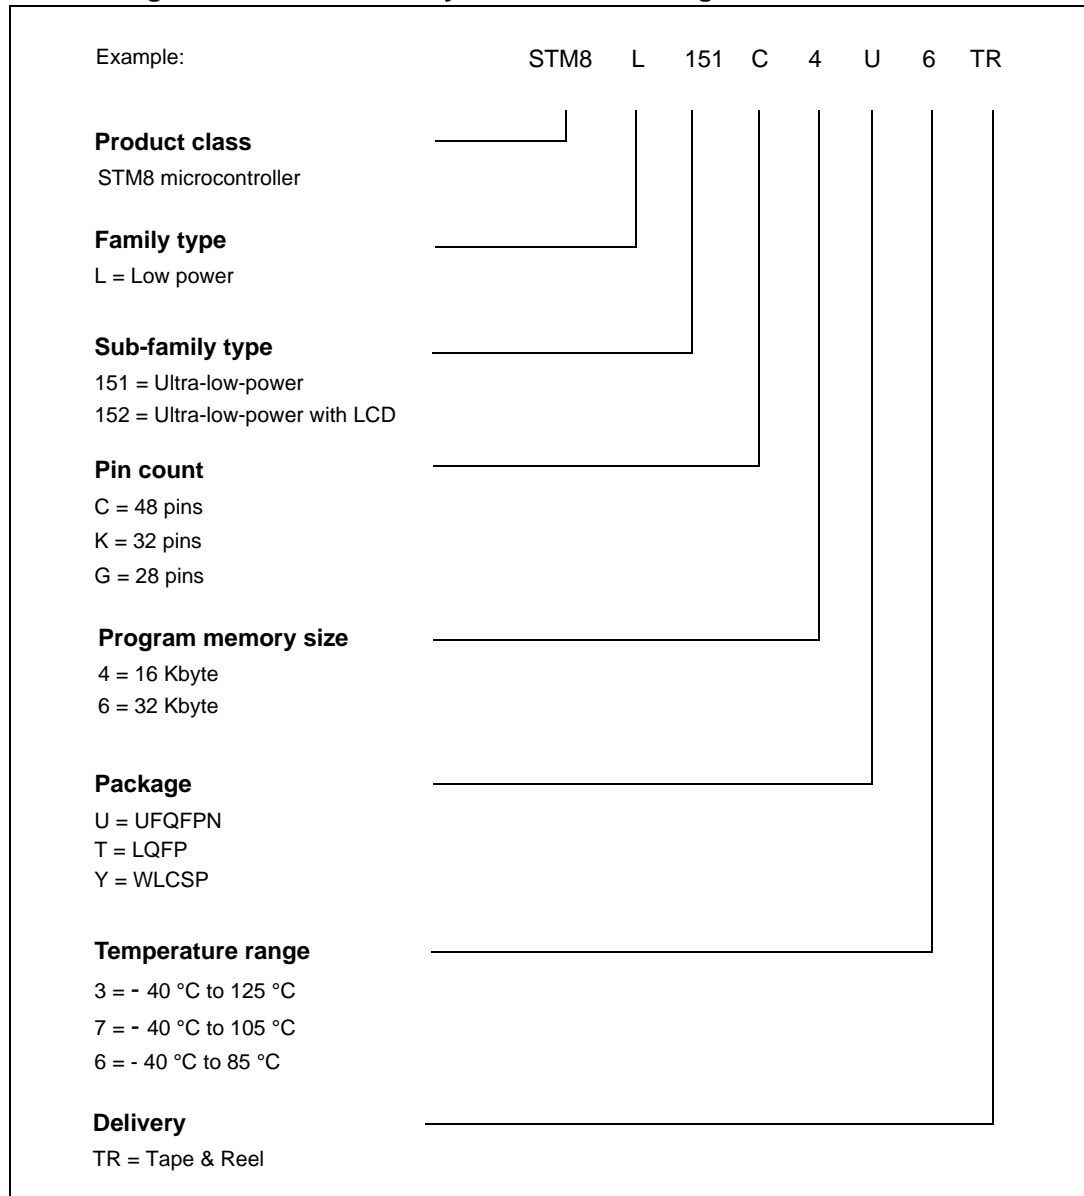 Example: STM8 L 151 C 4 U 6 TR
Product class
STM8 microcontroller
Family type
L = Low power
Sub-family type
151 = Ultra-low-power
152 = Ultra-low-power with LCD
Pin count
C = 48 pins
K = 32 pins
G = 28 pins
Program memory size
4 = 16 Kbyte
6 = 32 Kbyte
Package
U = UFQFPN
T = LQFP
Y = WLCSP
Temperature range
3 = - 40 °C to 125 °C
7 = - 40 °C to 105 °C
6 = - 40 °C to 85 °C
Delivery
TR = Tape & Reel